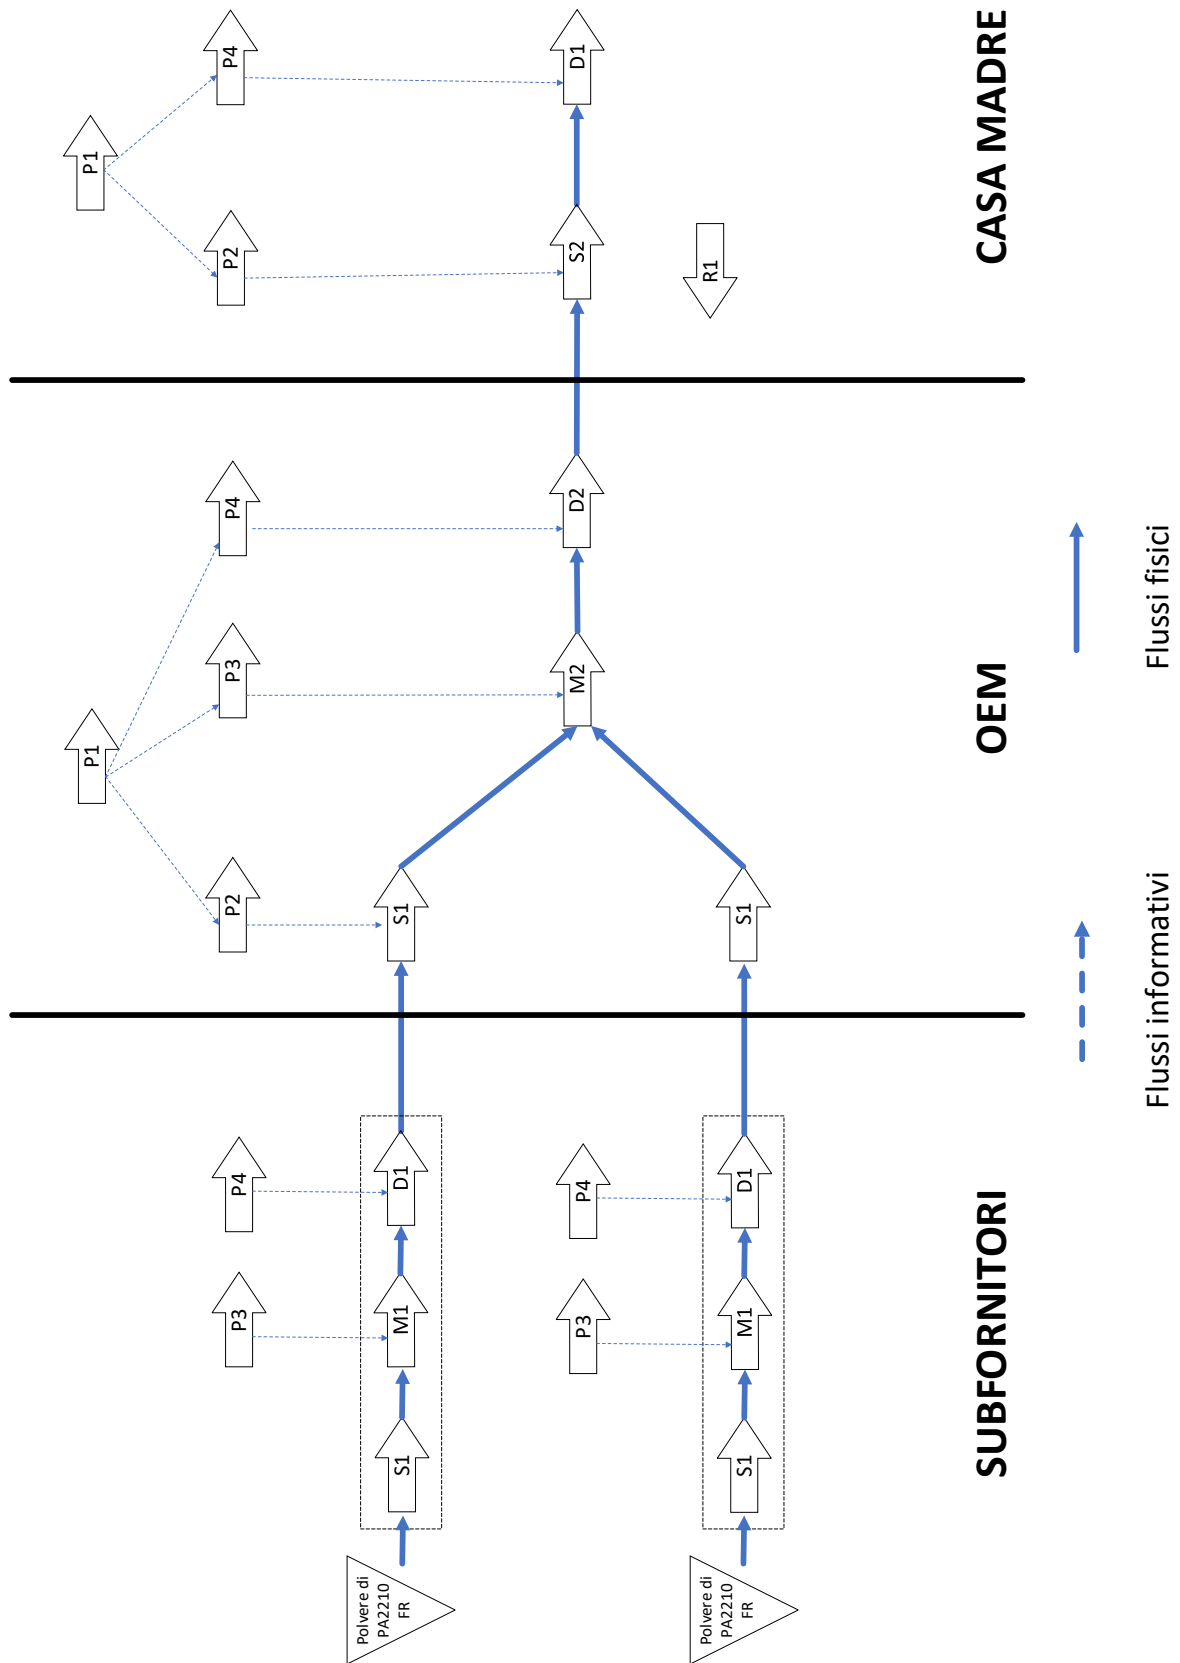 P1
P1
P3
P4
P2
P3
P4
P2
P4
Polvere di
PA2210
FR
S1
M1
D1
S1
P3
P4
M2
D2
S2
D1
Polvere di
PA2210
FR
S1
M1
D1
S1
R1
SUBFORNITORI
OEM
CASA MADRE
Flussi informativi
Flussi fisici